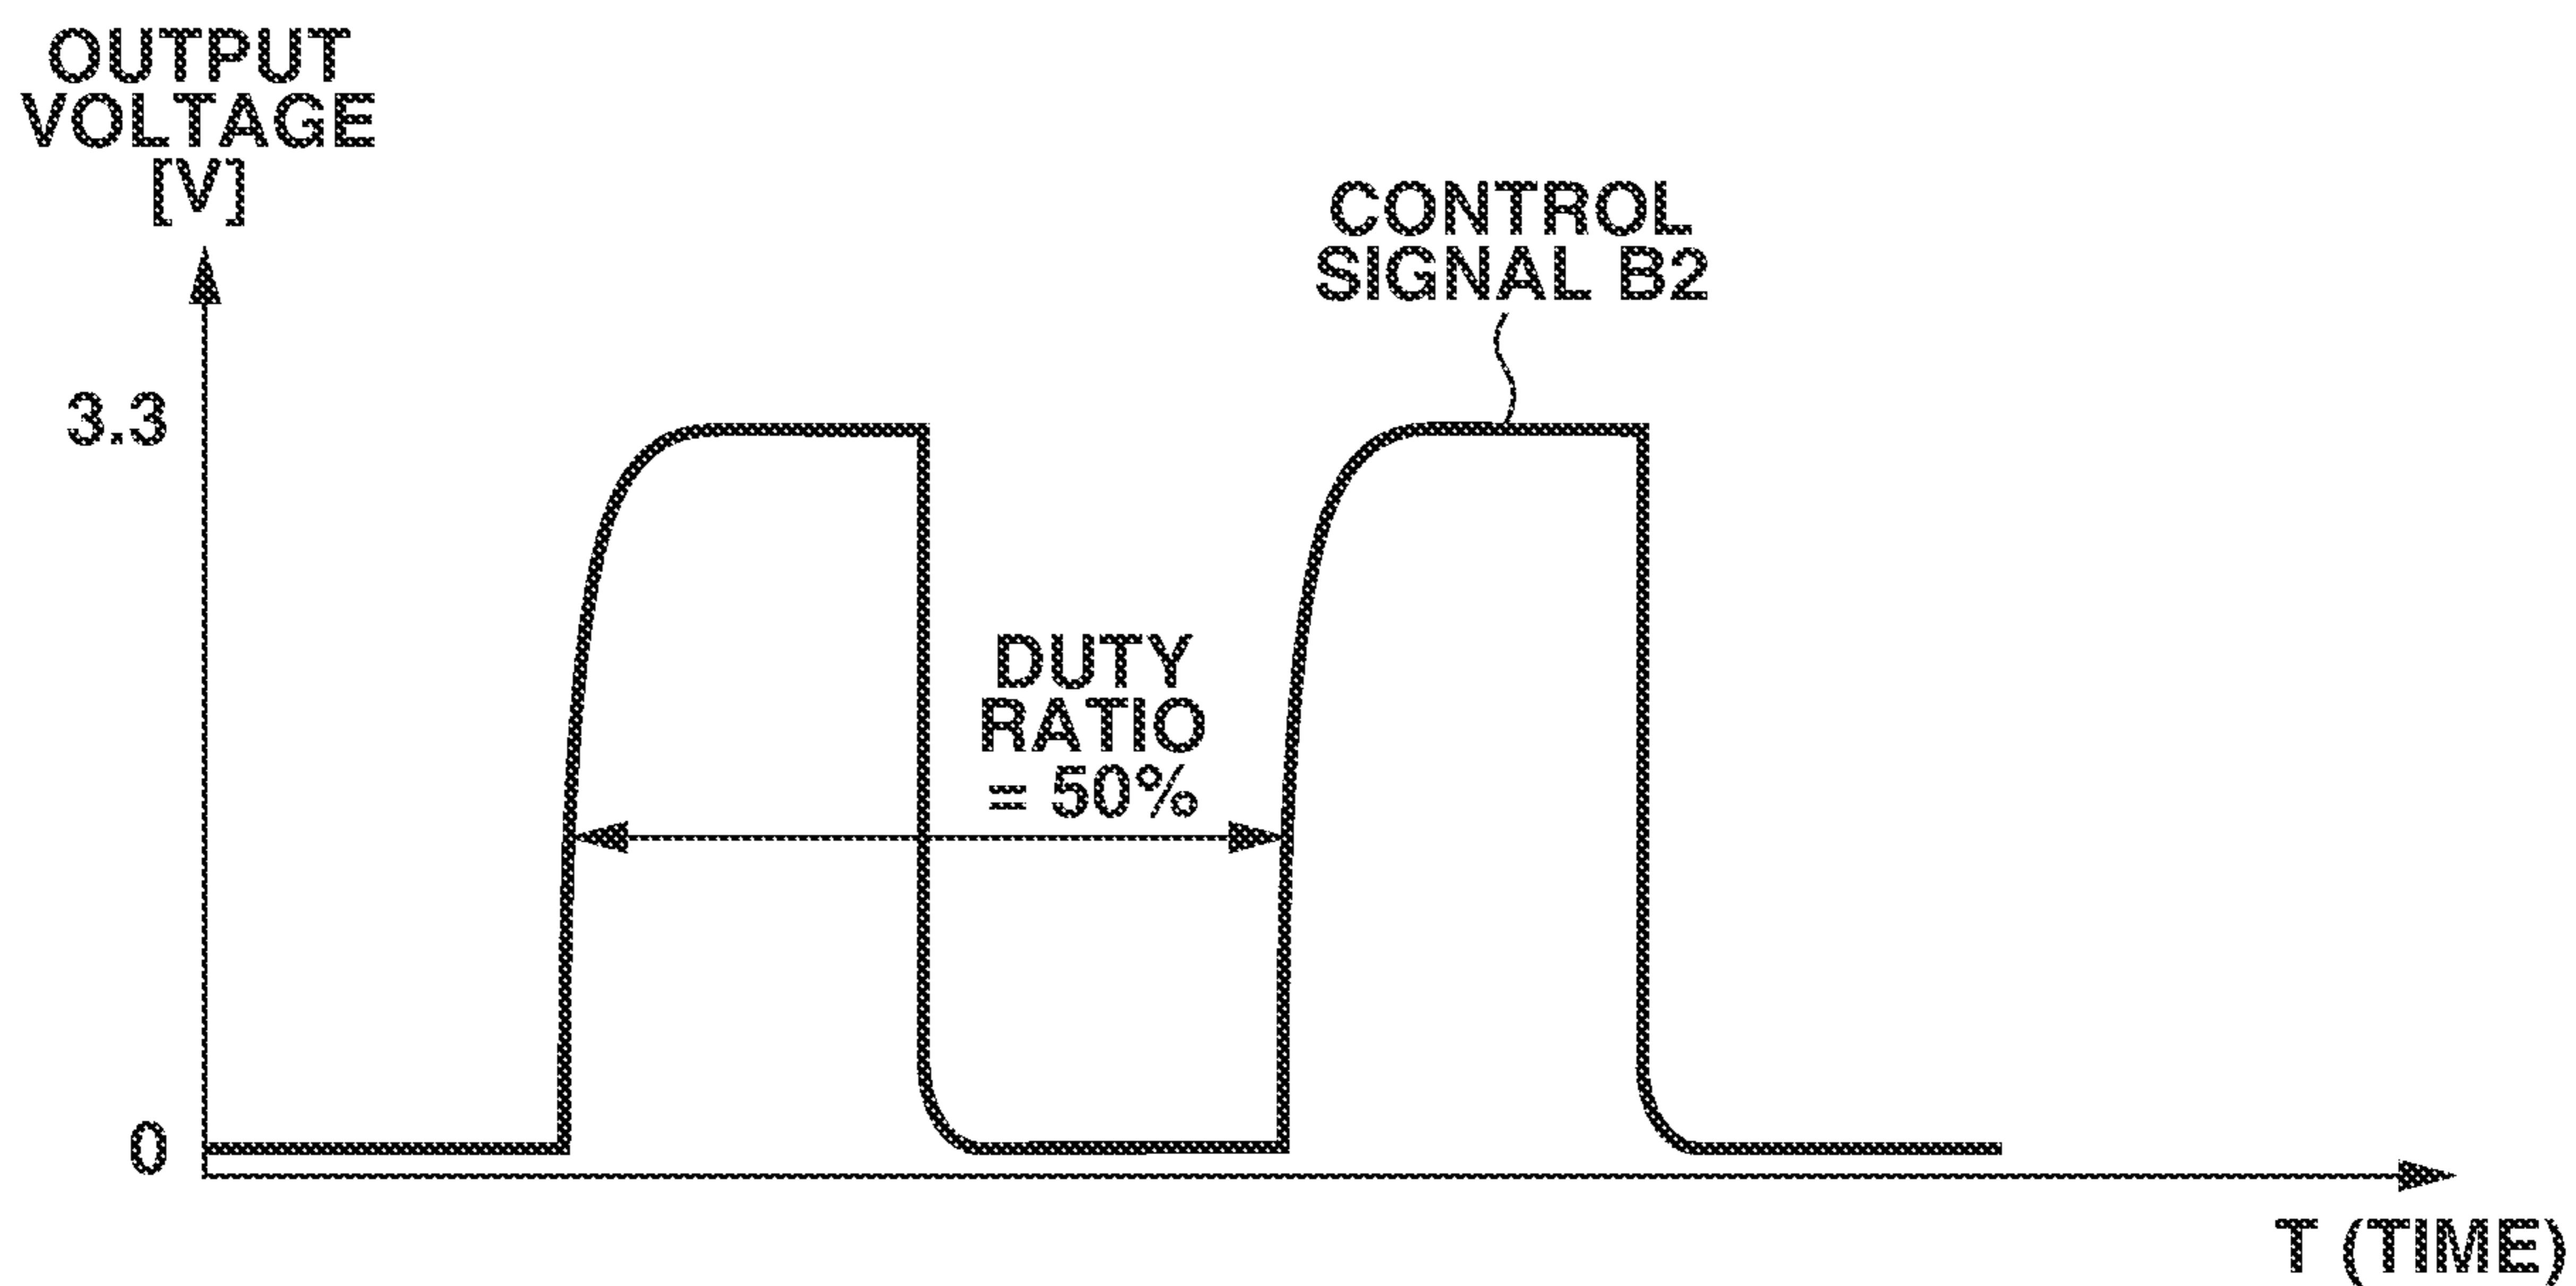 OUTPUT
VOLTAGE
[V]
CONTROL
SIGNAL B2
3.3
DUTY
RATIO
= 50%
0
T (TIME)